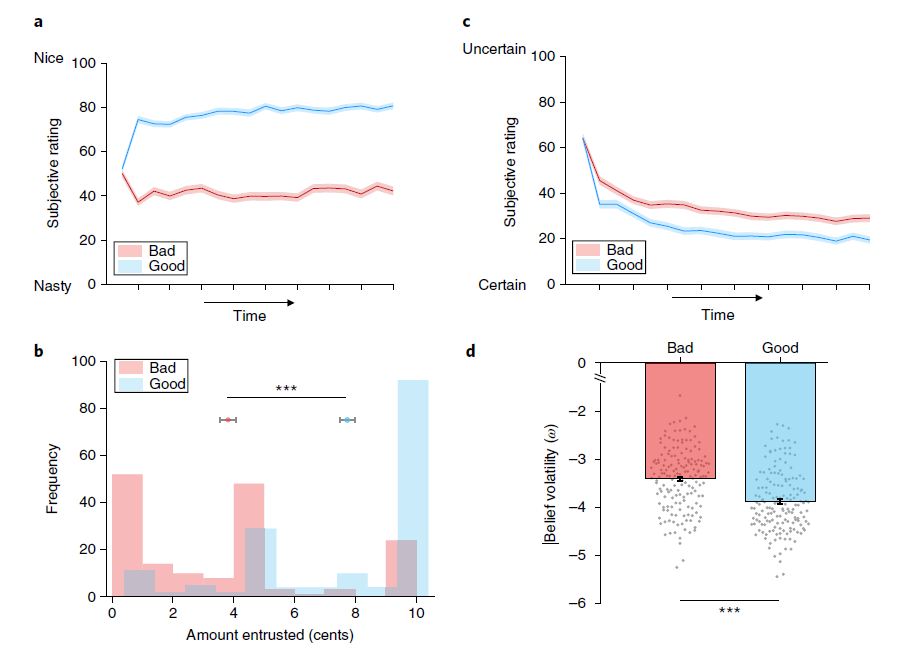 a
Nice
100
80
60
40
20
0
Nasty
Subjective rating
Bad
Good
Time
c
Uncertain
100
80
60
40
20
0
Certain
Subjective rating
Bad
Good
Time
b
100
80
60
40
20
0
Frequency
Bad
Good
***
0 2 4 6 8 10
Amount entrusted (cents)
d
Bad Good
0
–2
–3
–4
–5
–6
|Belief volatility (ω)
***